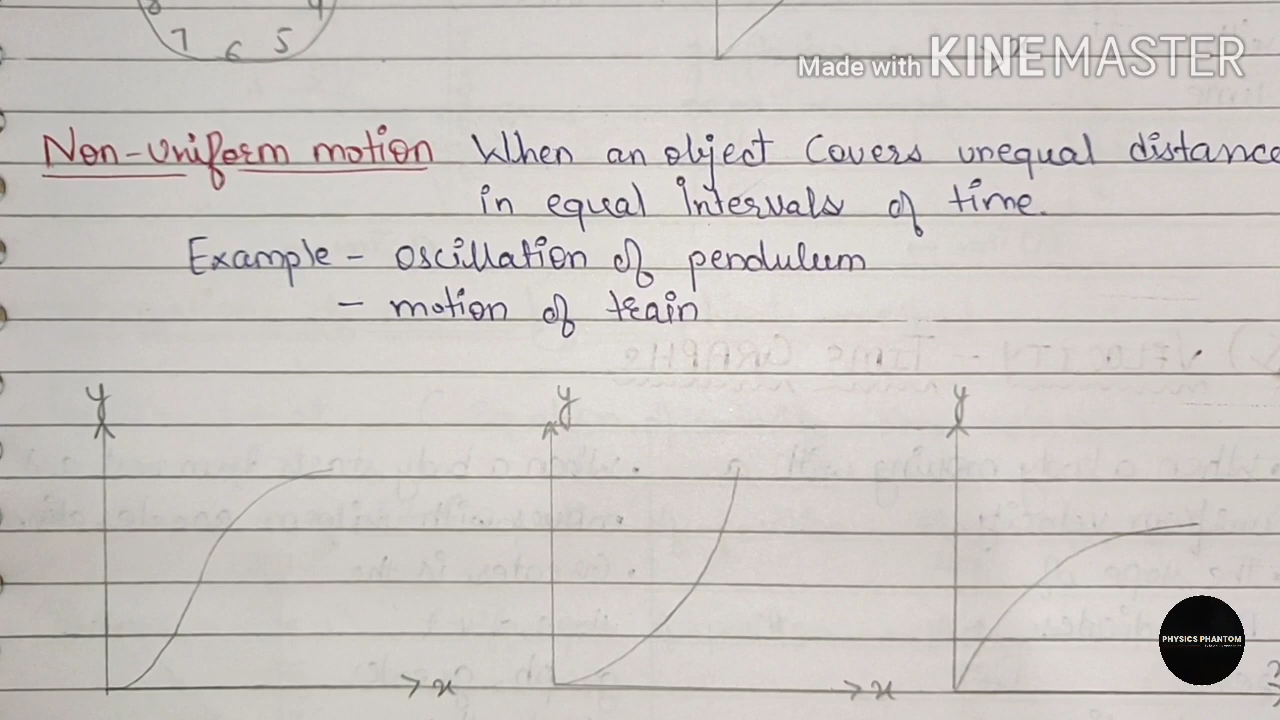 7 6 5
Made with KINEMASTER
Non-uniform motion When an object covers unequal distance
in equal intervals of time.
Example - oscillation of pendulum
- motion of train
y y y
x x
PHYSICS PHANTOM